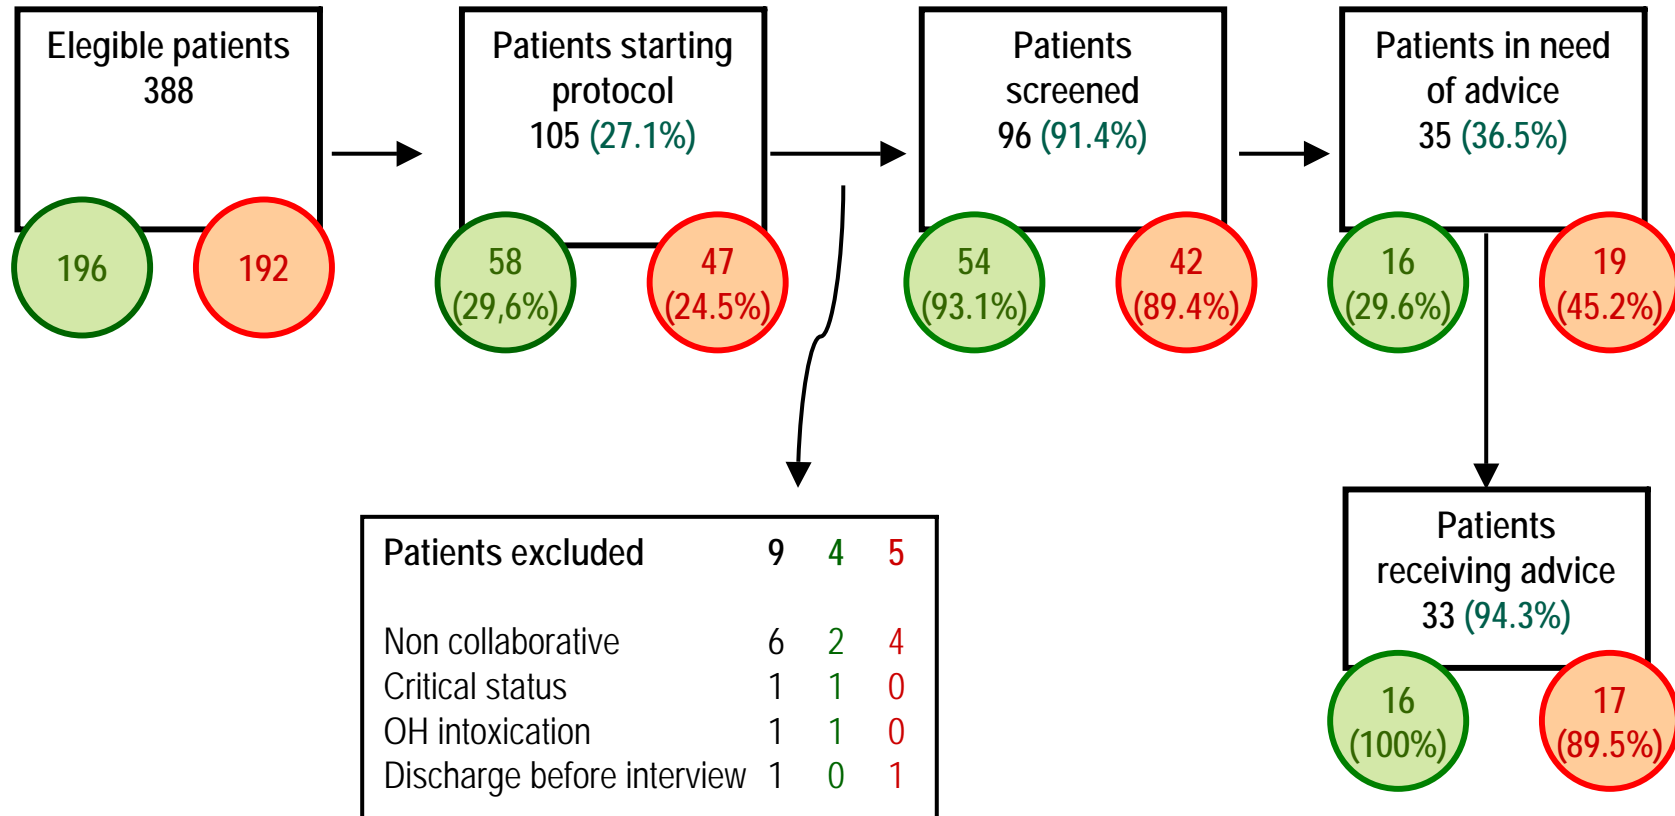 Elegible patients
388
196
192
Patients starting
protocol
105 (27.1%)
58
(29,6%)
47
(24.5%)
Patients
screened
96 (91.4%)
54
(93.1%)
42
(89.4%)
Patients in need
of advice
35 (36.5%)
16
(29.6%)
19
(45.2%)
Patients excluded 9 4 5
Non collaborative 6 2 4
Critical status 1 1 0
OH intoxication 1 1 0
Discharge before interview 1 0 1
Patients
receiving advice
33 (94.3%)
16
(100%)
17
(89.5%)